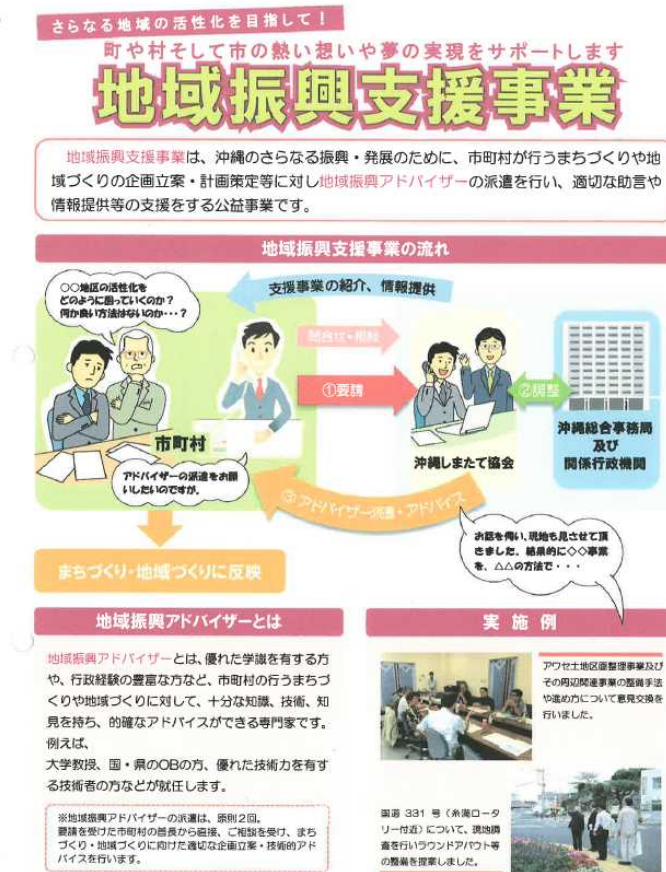 さらなる地域の活性化を目指して！
町や村そして市の熱い想いや夢の実現をサポートします
地域振興支援事業
地域振興支援事業は、沖縄のさらなる振興・発展のために、市町村が行うまちづくりや地
域づくりの企画立案・計画策定等に対し地域振興アドバイザーの派遣を行い、適切な助言や
情報提供等の支援をする公益事業です。
地域振興支援事業の流れ
○○地区の活性化を
どのように図っていくのか？
何か良い方法はないのか・・・？
支援事業の紹介、情報提供
問合せ・相談
①要請
②調整
市町村
沖縄しまたて協会
沖縄総合事務局
及び
関係行政機関
アドバイザーの派遣をお願
いしたいのですが。
③アドバイザー派遣・アドバイス
お話を伺い、現地も見させて頂
きました。結果的に◇◇事業
を、△△の方法で・・・
まちづくり・地域づくりに反映
地域振興アドバイザーとは
地域振興アドバイザーとは、優れた学識を有する方
や、行政経験の豊富な方など、市町村の行うまちづ
くりや地域づくりに対して、十分な知識、技術、知
見を持ち、的確なアドバイスができる専門家です。
例えば、
大学教授、国・県のOBの方、優れた技術力を有す
る技術者の方などが就任します。
※地域振興アドバイザーの派遣は、原則2回。
要請を受けた市町村の首長から直接、ご相談を受け、まち
づくり・地域づくりに向けた適切な企画立案・技術的アド
バイスを行います。
実施例
アワセ土地区画整理事業及び
その周辺関連事業の整備手法
や進め方について意見交換を
行いました。
国道 331 号（糸満ロータ
リー付近）について、現地調
査を行いラウンドアバウト等
の整備を提案しました。